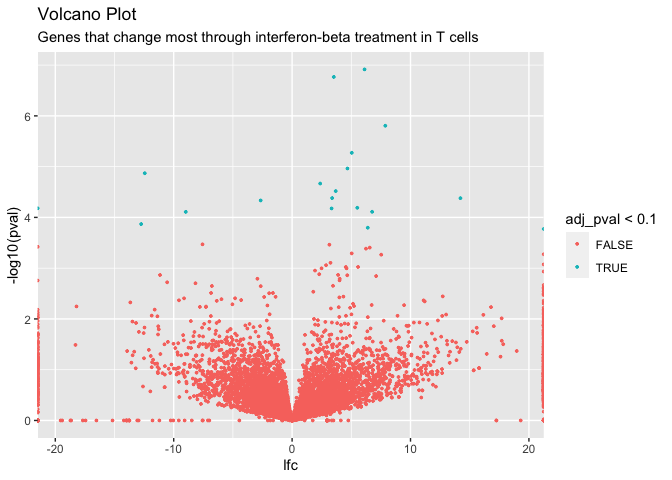 Volcano Plot
Genes that change most through interferon-beta treatment in T cells
-log10(pval)
6
4
2
0
-20 -10 0 10 20
lfc
adj_pval < 0.1
FALSE
TRUE